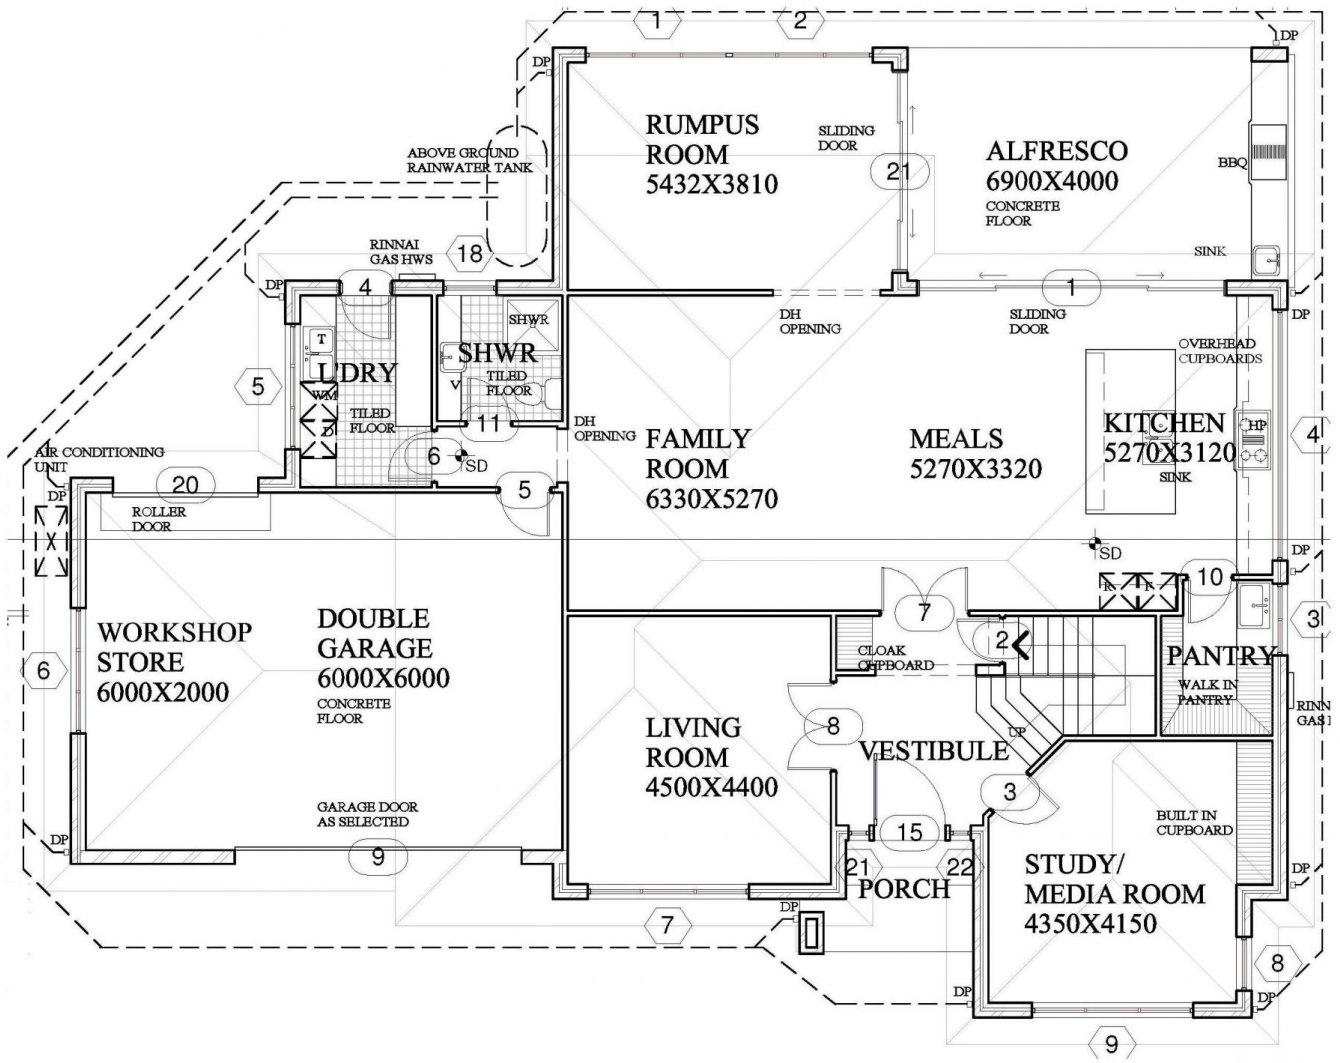 1
2
DP
DP
RUMPUS
ROOM
5432X3810
SLIDING
DOOR
21
ALFRESCO
6900X4000
CONCRETE
FLOOR
BBQ
SINK
ABOVE GROUND
RAINWATER TANK
RINNAI
GAS HWS
18
DP
4
1
SLIDING
DOOR
DH
OPENING
DP
OVERHEAD
CUPBOARDS
T
SHWR
SHWR
TILED
FLOOR
V
L'DRY
WM
D
TILED
FLOOR
5
11
DH
OPENING
6
SD
5
FAMILY
ROOM
6330X5270
MEALS
5270X3320
KITCHEN
5270X3120
SINK
HP
4
AIR CONDITIONING
UNIT
DP
20
ROLLER
DOOR
SD
DP
10
F
3
7
2
CLOAK
CUPBOARD
PANTRY
WALK IN
PANTRY
RINN
GAS
WORKSHOP
STORE
6000X2000
DOUBLE
GARAGE
6000X6000
CONCRETE
FLOOR
6
LIVING
ROOM
4500X4400
8
VESTIBULE
UP
3
GARAGE DOOR
AS SELECTED
9
DP
15
21
22
PORCH
BUILT IN
CUPBOARD
STUDY/
MEDIA ROOM
4350X4150
DP
7
DP
8
DP
DP
9